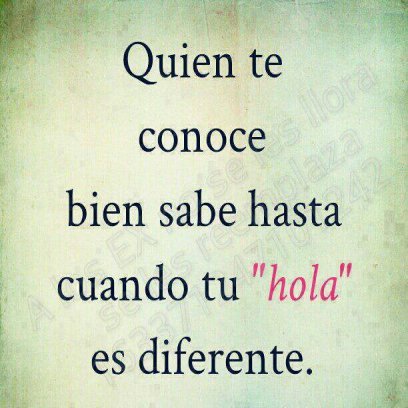 Quien te
conoce
bien sabe hasta
cuando tu "hola"
es diferente.